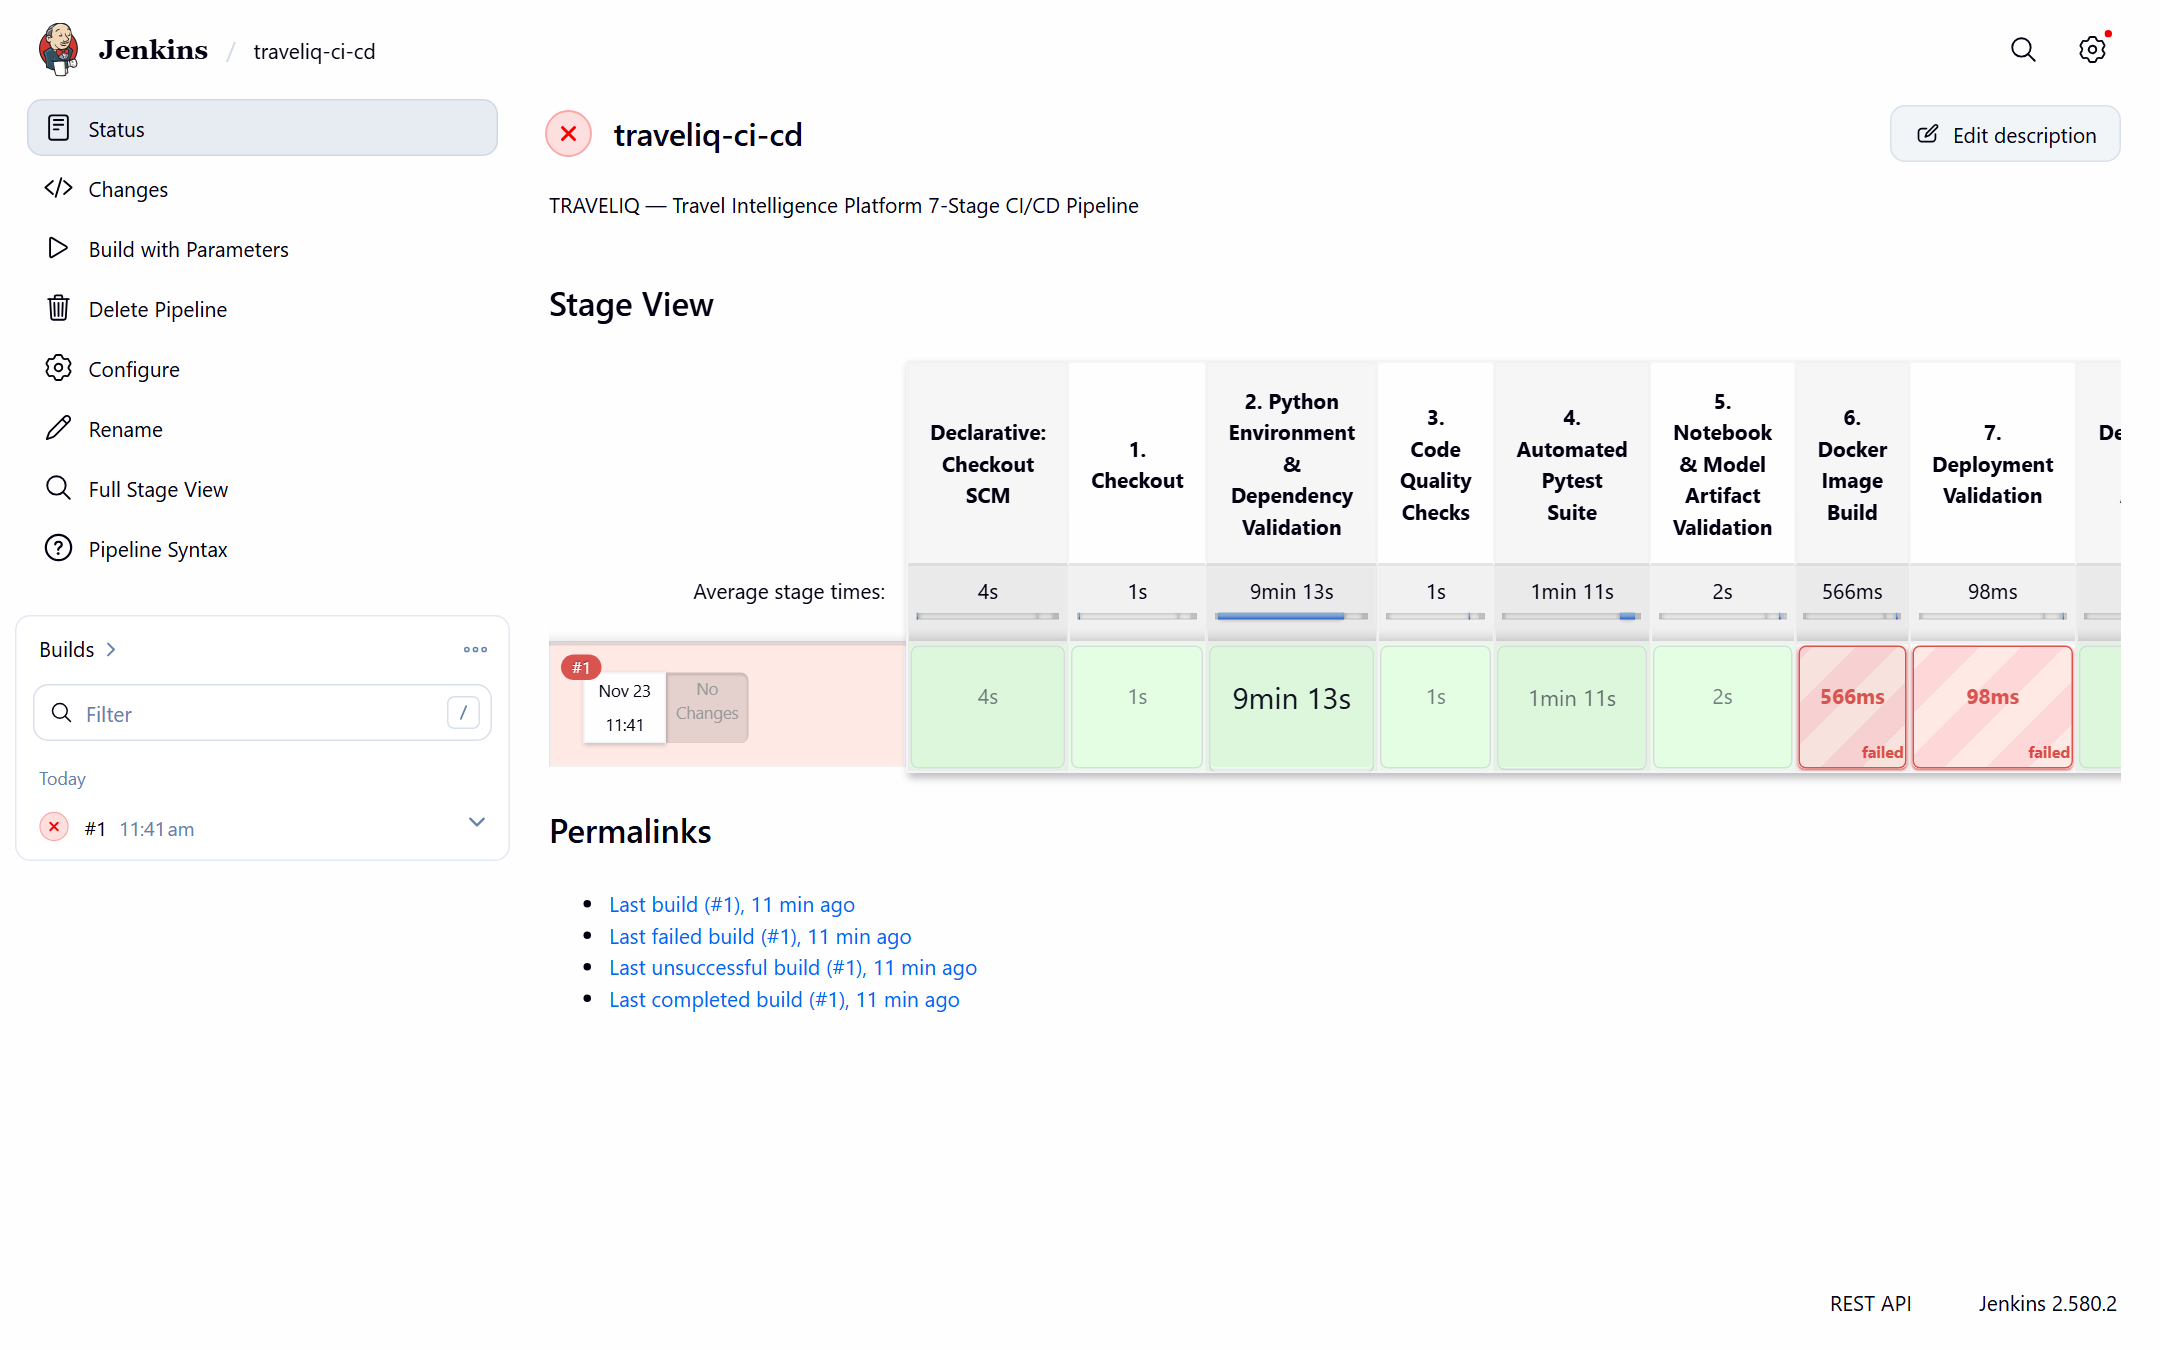 Jenkins / traveliq-ci-cd
Status
Changes
Build with Parameters
Delete Pipeline
Configure
Rename
Full Stage View
Pipeline Syntax
Builds
Filter /
Today
#1 11:41 am
traveliq-ci-cd
Edit description
TRAVELIQ — Travel Intelligence Platform 7-Stage CI/CD Pipeline
Stage View
Declarative:
Checkout
SCM
1.
Checkout
2. Python
Environment
&
Dependency
Validation
3.
Code
Quality
Checks
4.
Automated
Pytest
Suite
5.
Notebook
& Model
Artifact
Validation
6.
Docker
Image
Build
7.
Deployment
Validation
Average stage times:
4s
1s
9min 13s
1s
1min 11s
2s
566ms
98ms
#1
Nov 23
11:41
No
Changes
4s
1s
9min 13s
1s
1min 11s
2s
566ms
failed
98ms
failed
Permalinks
Last build (#1), 11 min ago
Last failed build (#1), 11 min ago
Last unsuccessful build (#1), 11 min ago
Last completed build (#1), 11 min ago
REST API
Jenkins 2.580.2